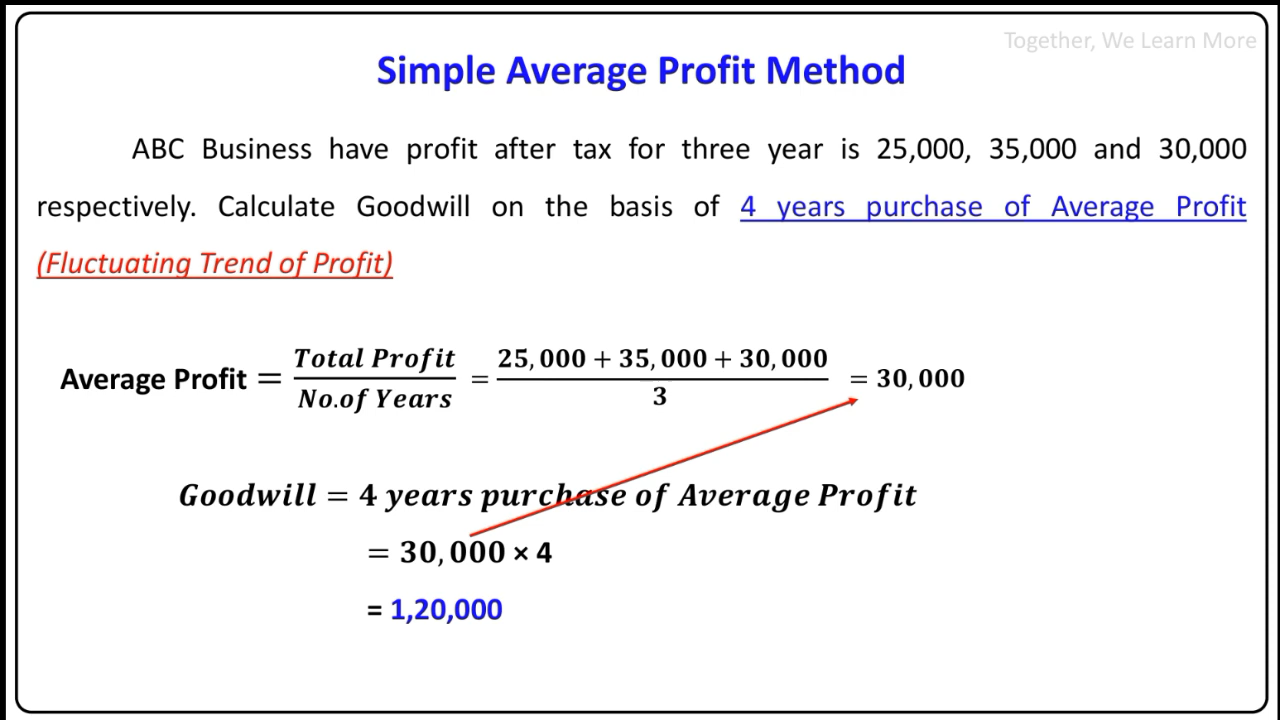 Together, We Learn More
Simple Average Profit Method
ABC Business have profit after tax for three year is 25,000, 35,000 and 30,000
respectively. Calculate Goodwill on the basis of 4 years purchase of Average Profit
(Fluctuating Trend of Profit)
Average Profit = Total Profit / No.of Years = 25,000 + 35,000 + 30,000 / 3 = 30,000
Goodwill = 4 years purchase of Average Profit
= 30,000 × 4
= 1,20,000